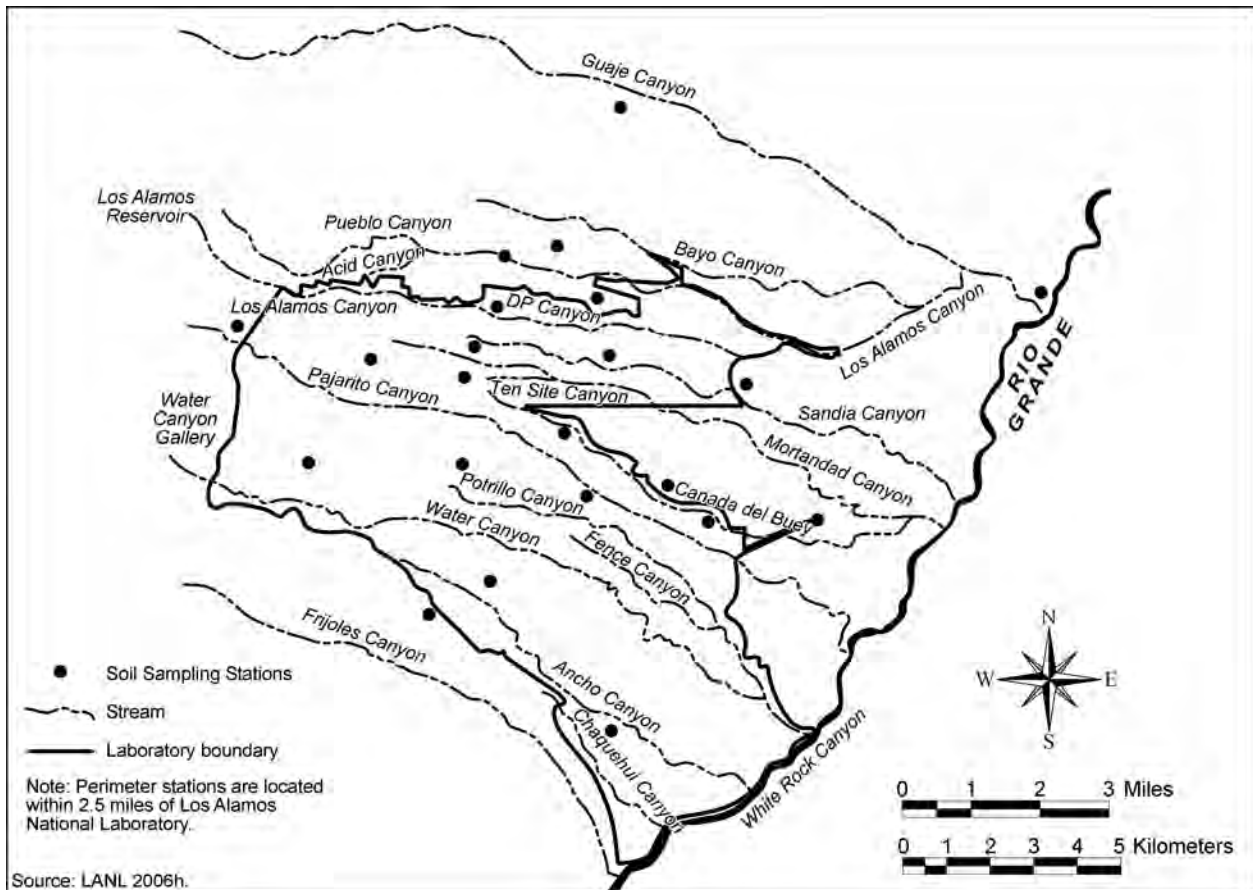 Guaje Canyon
Los Alamos
Reservoir
Pueblo Canyon
Acid Canyon
Bayo Canyon
Los Alamos Canyon
DP Canyon
Los Alamos Canyon
RIO
GRANDE
Pajarito Canyon
Ten Site Canyon
Sandia Canyon
Water
Canyon
Gallery
Mortandad Canyon
Potrillo Canyon
Canada del Buey
Water Canyon
Fence Canyon
Frijoles Canyon
Ancho Canyon
Chaquehui Canyon
White Rock Canyon
N
W
E
S
Soil Sampling Stations
Stream
Laboratory boundary
Note: Perimeter stations are located
within 2.5 miles of Los Alamos
National Laboratory.
0 1 2 3 Miles
0 1 2 3 4 5 Kilometers
Source: LANL 2006h.